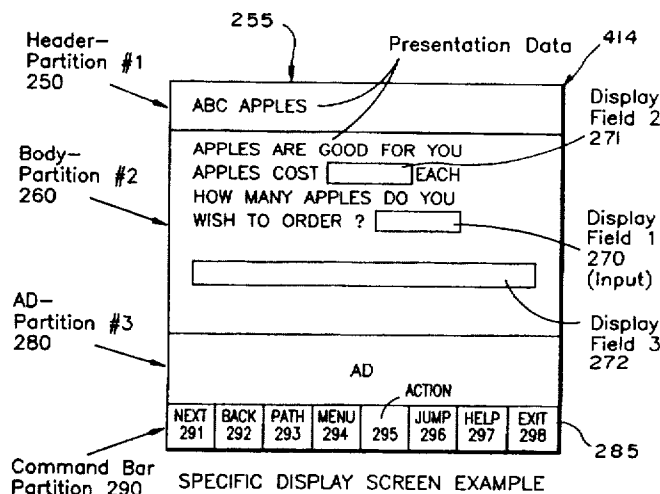 255
Header–
Partition #1
250
Presentation Data
414
ABC APPLES
Display
Field 2
271
Body–
Partition #2
260
APPLES ARE GOOD FOR YOU
APPLES COST EACH
HOW MANY APPLES DO YOU
WISH TO ORDER ?
Display
Field 1
270
(Input)
AD–
Partition #3
280
Display
Field 3
272
AD
ACTION
NEXT BACK PATH MENU JUMP HELP EXIT
291 292 293 294 295 296 297 298
285
Command Bar
Partition 290
SPECIFIC DISPLAY SCREEN EXAMPLE